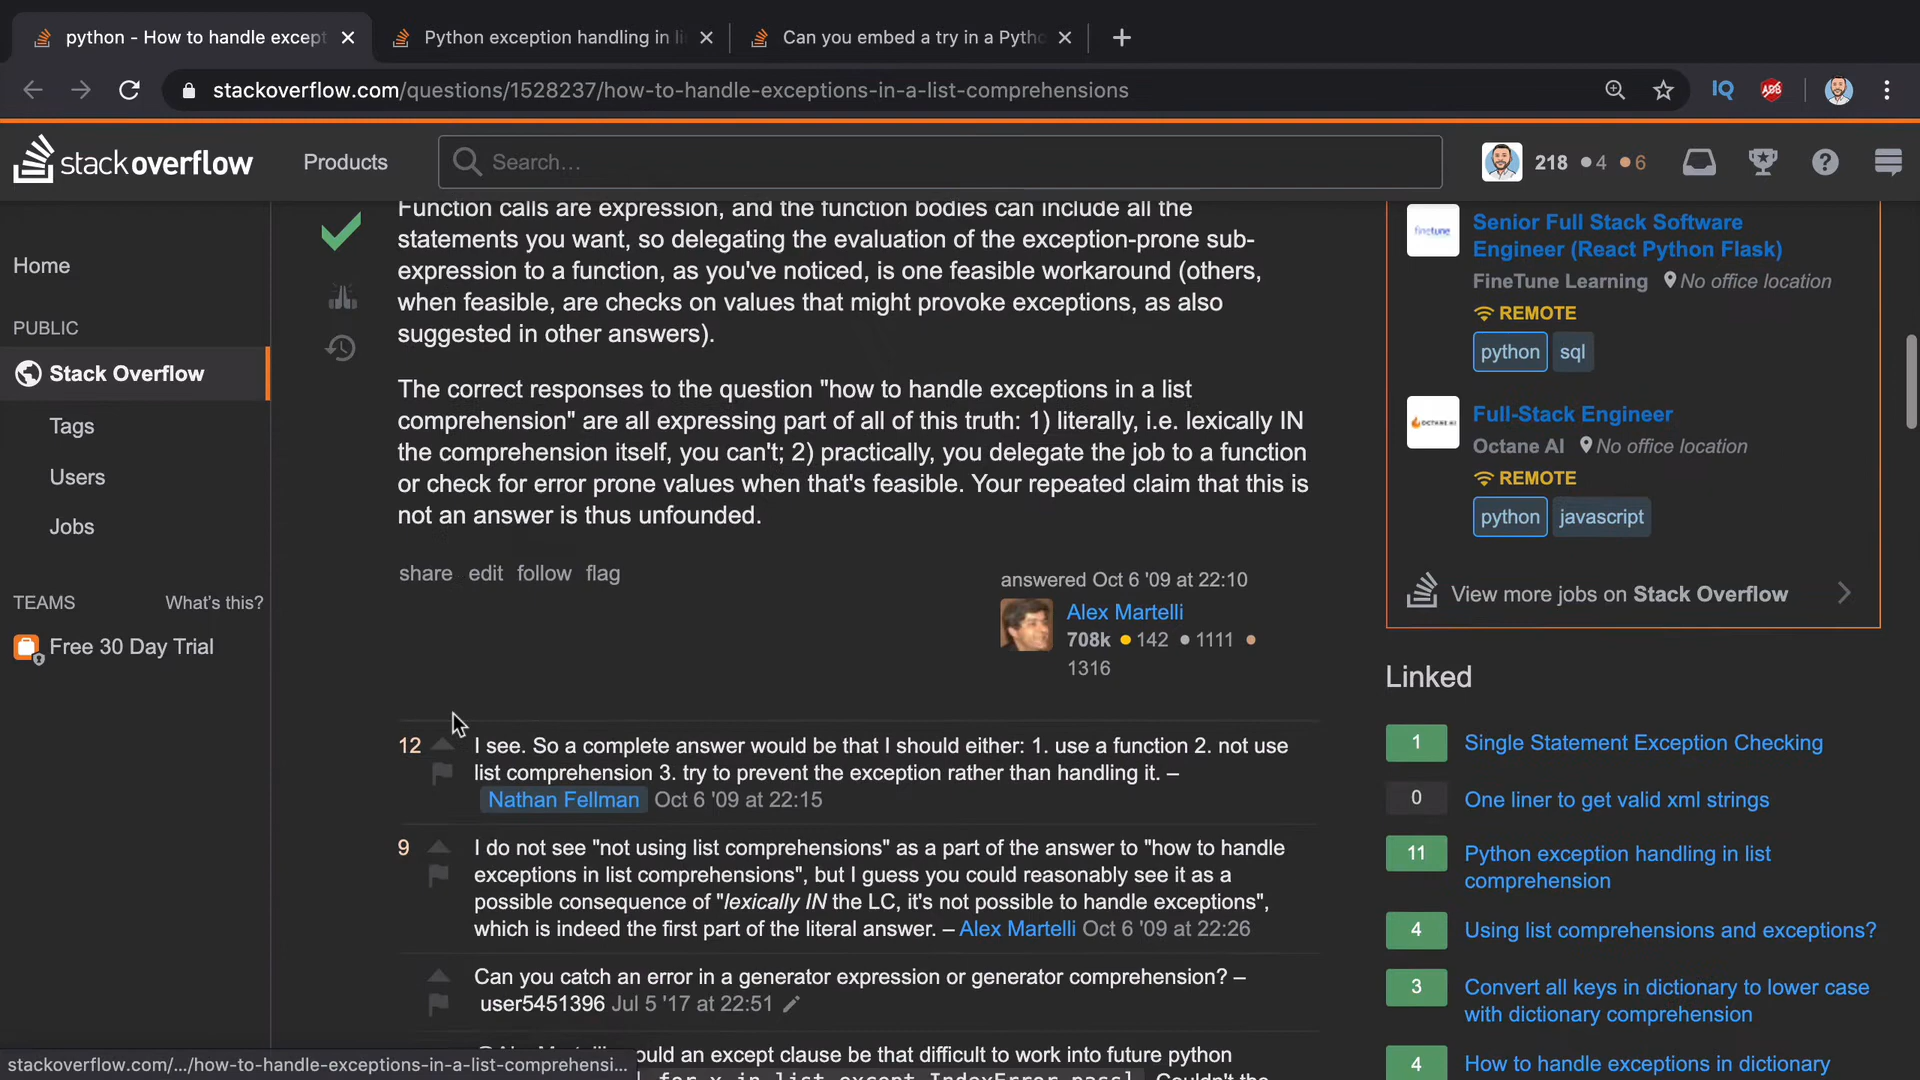 python - How to handle except
Python exception handling in li
Can you embed a try in a Pytho
stackoverflow.com/questions/1528237/how-to-handle-exceptions-in-a-list-comprehensions
IQ
ABB
stackoverflow
Products
Search…
218
4
6
Home
PUBLIC
Stack Overflow
Tags
Users
Jobs
TEAMS
What's this?
Free 30 Day Trial
Function calls are expression, and the function bodies can include all the
statements you want, so delegating the evaluation of the exception-prone sub-
expression to a function, as you've noticed, is one feasible workaround (others,
when feasible, are checks on values that might provoke exceptions, as also
suggested in other answers).
The correct responses to the question "how to handle exceptions in a list
comprehension" are all expressing part of all of this truth: 1) literally, i.e. lexically IN
the comprehension itself, you can't; 2) practically, you delegate the job to a function
or check for error prone values when that's feasible. Your repeated claim that this is
not an answer is thus unfounded.
share edit follow flag
answered Oct 6 '09 at 22:10
Alex Martelli
708k 142 1111
1316
12
I see. So a complete answer would be that I should either: 1. use a function 2. not use
list comprehension 3. try to prevent the exception rather than handling it. –
Nathan Fellman Oct 6 '09 at 22:15
9
I do not see "not using list comprehensions" as a part of the answer to "how to handle
exceptions in list comprehensions", but I guess you could reasonably see it as a
possible consequence of "lexically IN the LC, it's not possible to handle exceptions",
which is indeed the first part of the literal answer. – Alex Martelli Oct 6 '09 at 22:26
Can you catch an error in a generator expression or generator comprehension? –
user5451396 Jul 5 '17 at 22:51
ould an except clause be that difficult to work into future python
finetune
Senior Full Stack Software
Engineer (React Python Flask)
FineTune Learning No office location
REMOTE
python sql
OCTANE AI
Full-Stack Engineer
Octane AI No office location
REMOTE
python javascript
View more jobs on Stack Overflow
Linked
1
Single Statement Exception Checking
0
One liner to get valid xml strings
11
Python exception handling in list
comprehension
4
Using list comprehensions and exceptions?
3
Convert all keys in dictionary to lower case
with dictionary comprehension
4
How to handle exceptions in dictionary
stackoverflow.com/.../how-to-handle-exceptions-in-a-list-comprehensi...